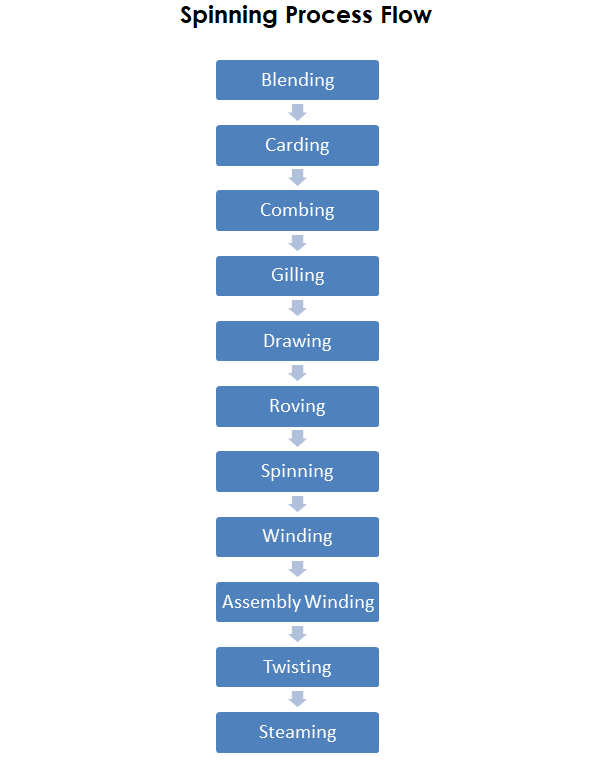 Spinning Process Flow
Blending
Carding
Combing
Gilling
Drawing
Roving
Spinning
Winding
Assembly Winding
Twisting
Steaming